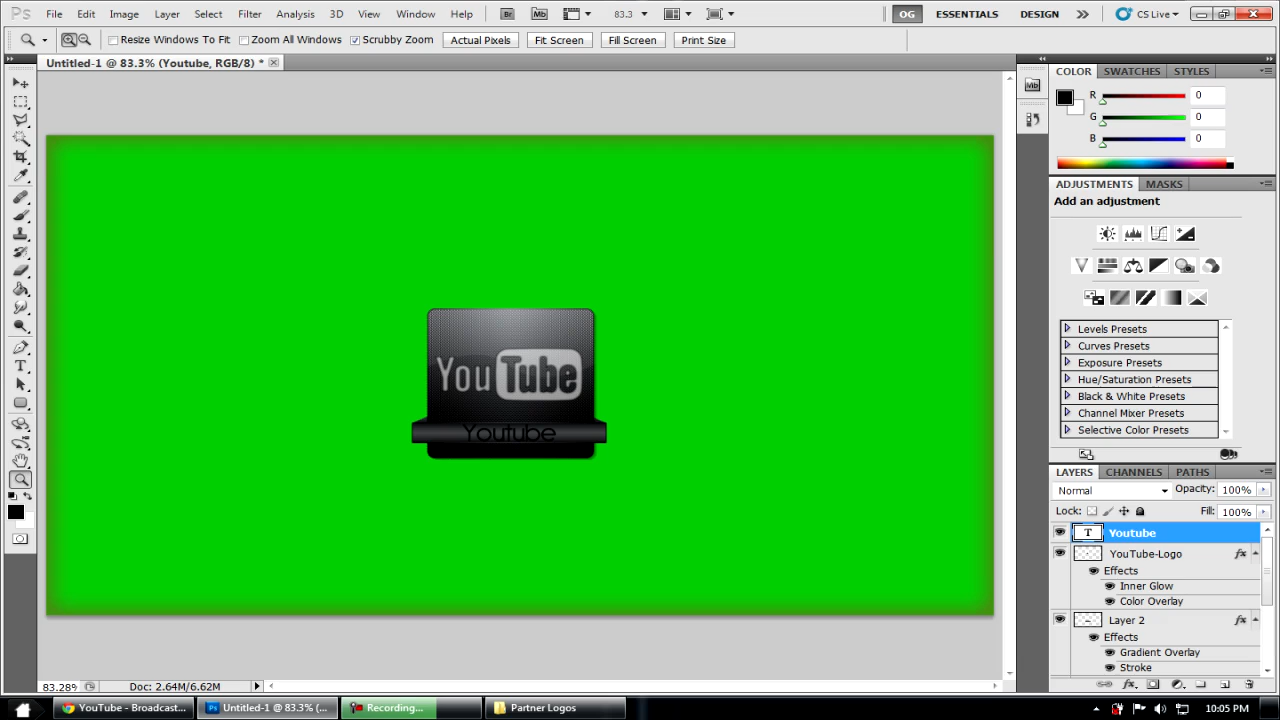 Ps File Edit Image Layer Select Filter Analysis 3D View Window Help Br Mb 83.3 OG ESSENTIALS DESIGN CS Live
Resize Windows To Fit Zoom All Windows Scrubby Zoom Actual Pixels Fit Screen Fill Screen Print Size
Untitled-1 @ 83.3% (Youtube, RGB/8) *
YouTube
Youtube
83.28% Doc: 2.64M/6.62M
Mb
COLOR SWATCHES STYLES
R 0
G 0
B 0
ADJUSTMENTS MASKS
Add an adjustment
Levels Presets
Curves Presets
Exposure Presets
Hue/Saturation Presets
Black & White Presets
Channel Mixer Presets
Selective Color Presets
LAYERS CHANNELS PATHS
Normal Opacity: 100%
Lock: Fill: 100%
T Youtube
YouTube-Logo fx
Effects
Inner Glow
Color Overlay
Layer 2 fx
Effects
Gradient Overlay
Stroke
YouTube - Broadcast... Ps Untitled-1 @ 83.3% (... Recording... Partner Logos 10:05 PM